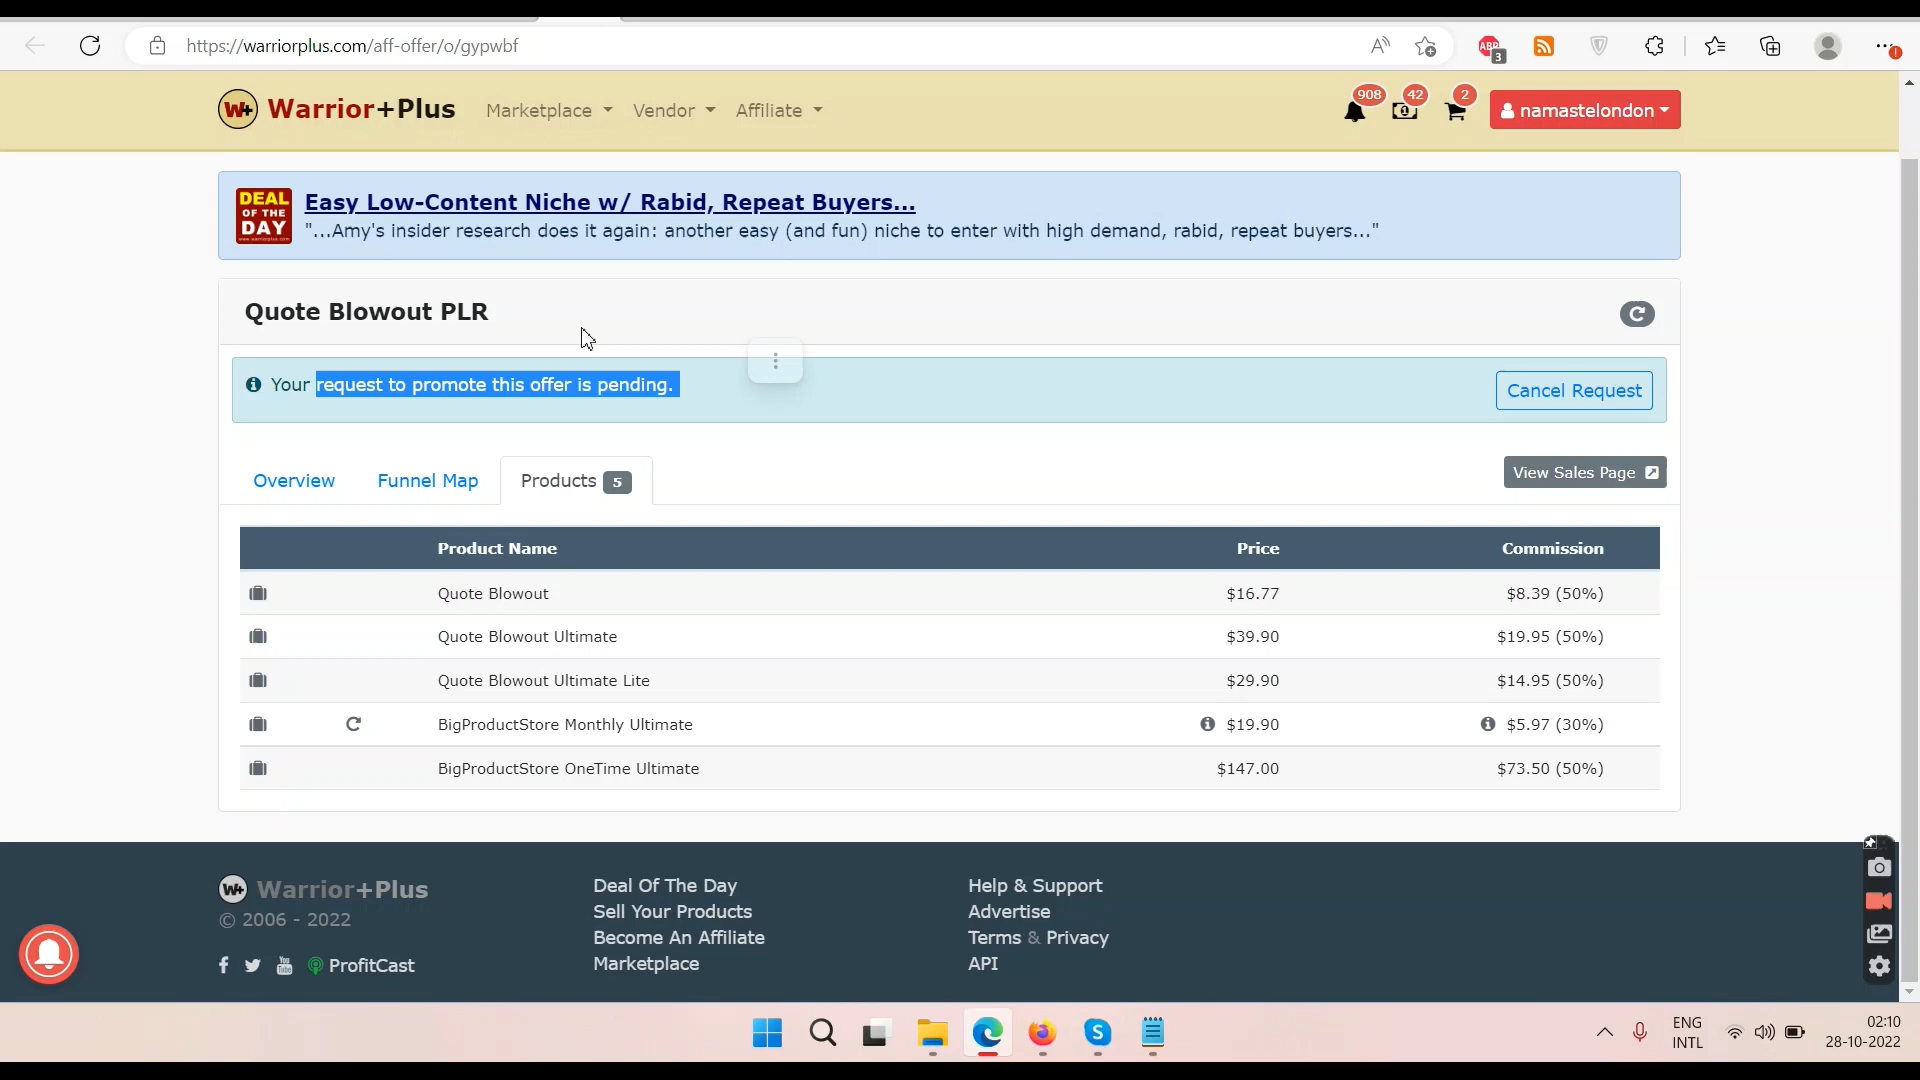 https://warriorplus.com/aff-offer/o/gypwbf
A
ABP
3
W+ Warrior+Plus
Marketplace
Vendor
Affiliate
908
42
2
namastelondon
DEAL
OF THE
DAY
www.warriorplus.com
Easy Low-Content Niche w/ Rabid, Repeat Buyers...
"...Amy's insider research does it again: another easy (and fun) niche to enter with high demand, rabid, repeat buyers..."
Quote Blowout PLR
Your request to promote this offer is pending.
Cancel Request
Overview
Funnel Map
Products 5
View Sales Page
Product Name Price Commission
Quote Blowout $16.77 $8.39 (50%)
Quote Blowout Ultimate $39.90 $19.95 (50%)
Quote Blowout Ultimate Lite $29.90 $14.95 (50%)
BigProductStore Monthly Ultimate $19.90 $5.97 (30%)
BigProductStore OneTime Ultimate $147.00 $73.50 (50%)
W+ Warrior+Plus
© 2006 - 2022
You Tube
ProfitCast
Deal Of The Day
Sell Your Products
Become An Affiliate
Marketplace
Help & Support
Advertise
Terms & Privacy
API
S
ENG
INTL
02:10
28-10-2022